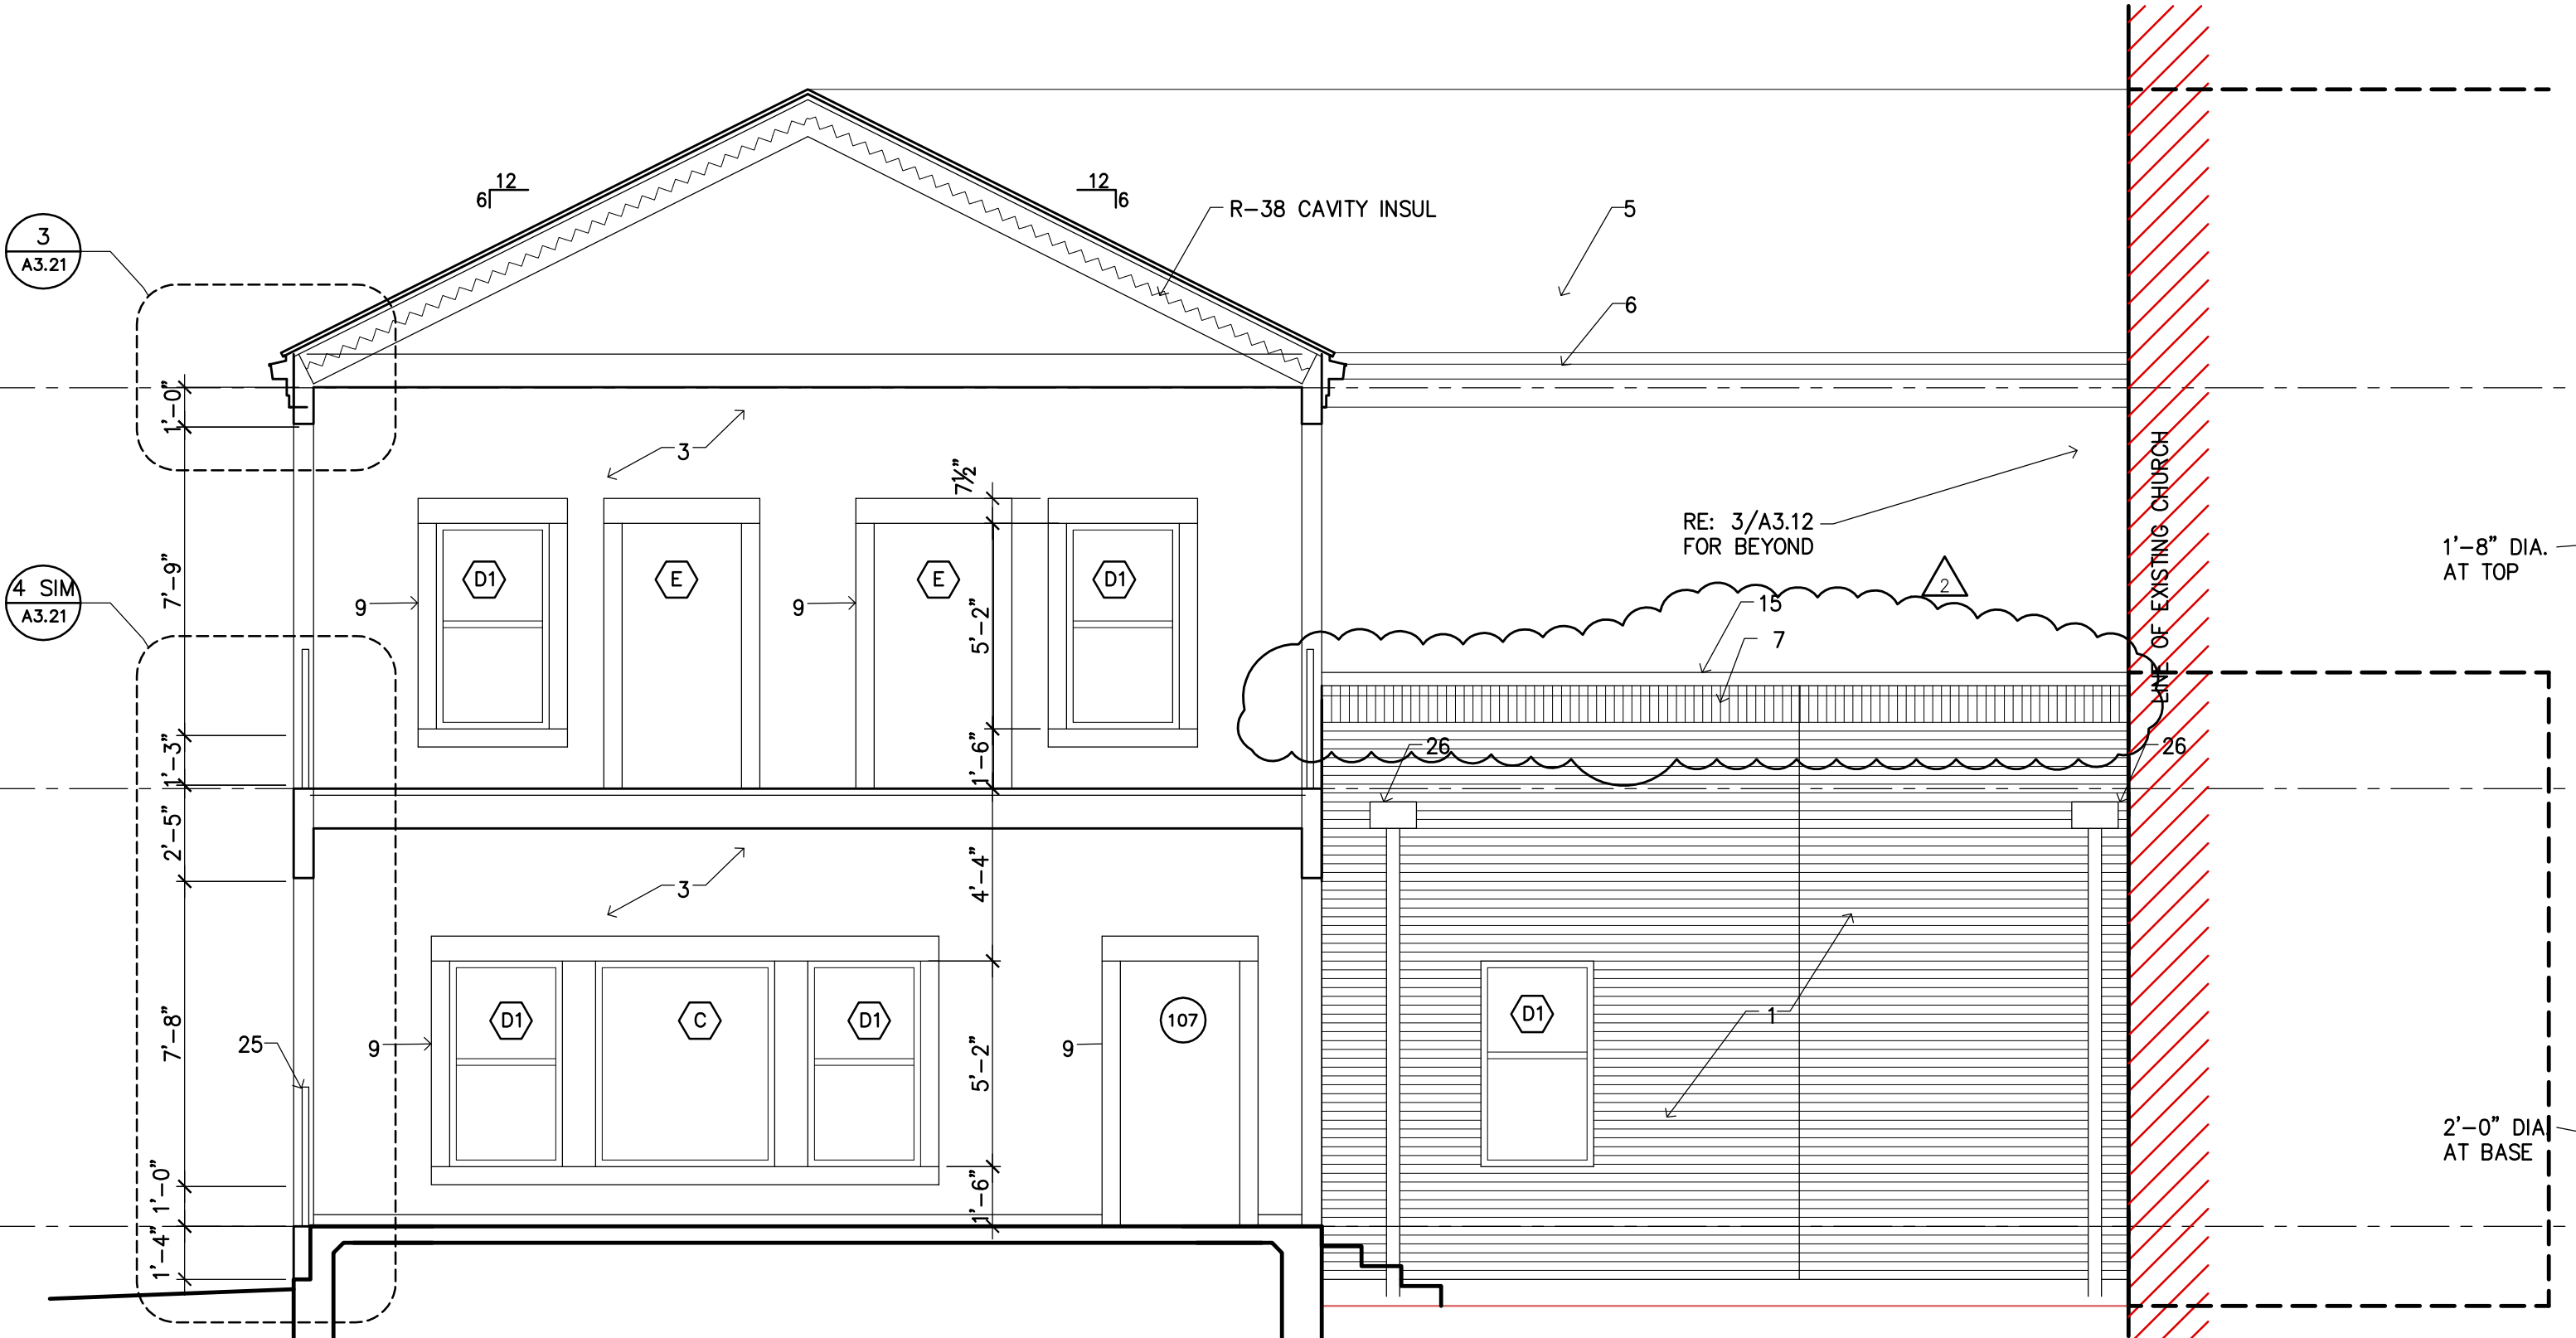 12
6
12
6
R-38 CAVITY INSUL
5
3
A3.21
6
1'-0"
3
7½"
RE: 3/A3.12
FOR BEYOND
LINE OF EXISTING CHURCH
1'-8" DIA.
AT TOP
4 SIM
A3.21
7'-9"
9
D1
E
9
E
D1
5'-2"
2
15
7
1'-3"
1'-6"
26
26
2'-5"
3
4'-4"
7'-8"
25
9
D1
C
D1
5'-2"
9
107
D1
1
2'-0" DIA.
AT BASE
1'-0"
1'-6"
1'-4"